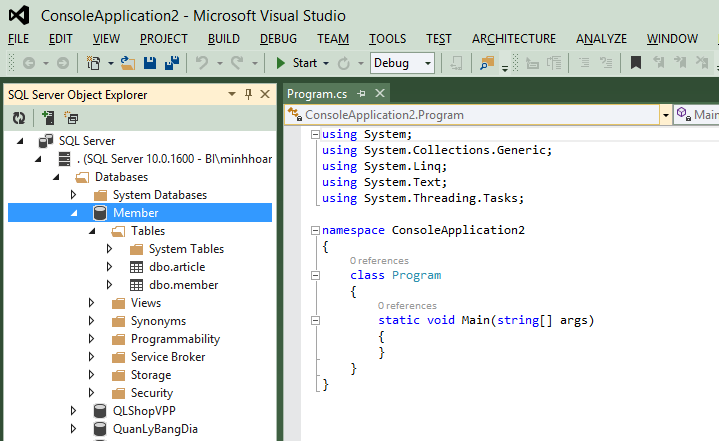 ConsoleApplication2 - Microsoft Visual Studio
FILE EDIT VIEW PROJECT BUILD DEBUG TEAM TOOLS TEST ARCHITECTURE ANALYZE WINDOW
Start Debug
SQL Server Object Explorer
SQL Server
. (SQL Server 10.0.1600 - BI\minhhoan
Databases
System Databases
Member
Tables
System Tables
dbo.article
dbo.member
Views
Synonyms
Programmability
Service Broker
Storage
Security
QLShopVPP
QuanLyBangDia
Program.cs
ConsoleApplication2.Program
Main
using System;
using System.Collections.Generic;
using System.Linq;
using System.Text;
using System.Threading.Tasks;
namespace ConsoleApplication2
{
0 references
class Program
{
0 references
static void Main(string[] args)
{
}
}
}